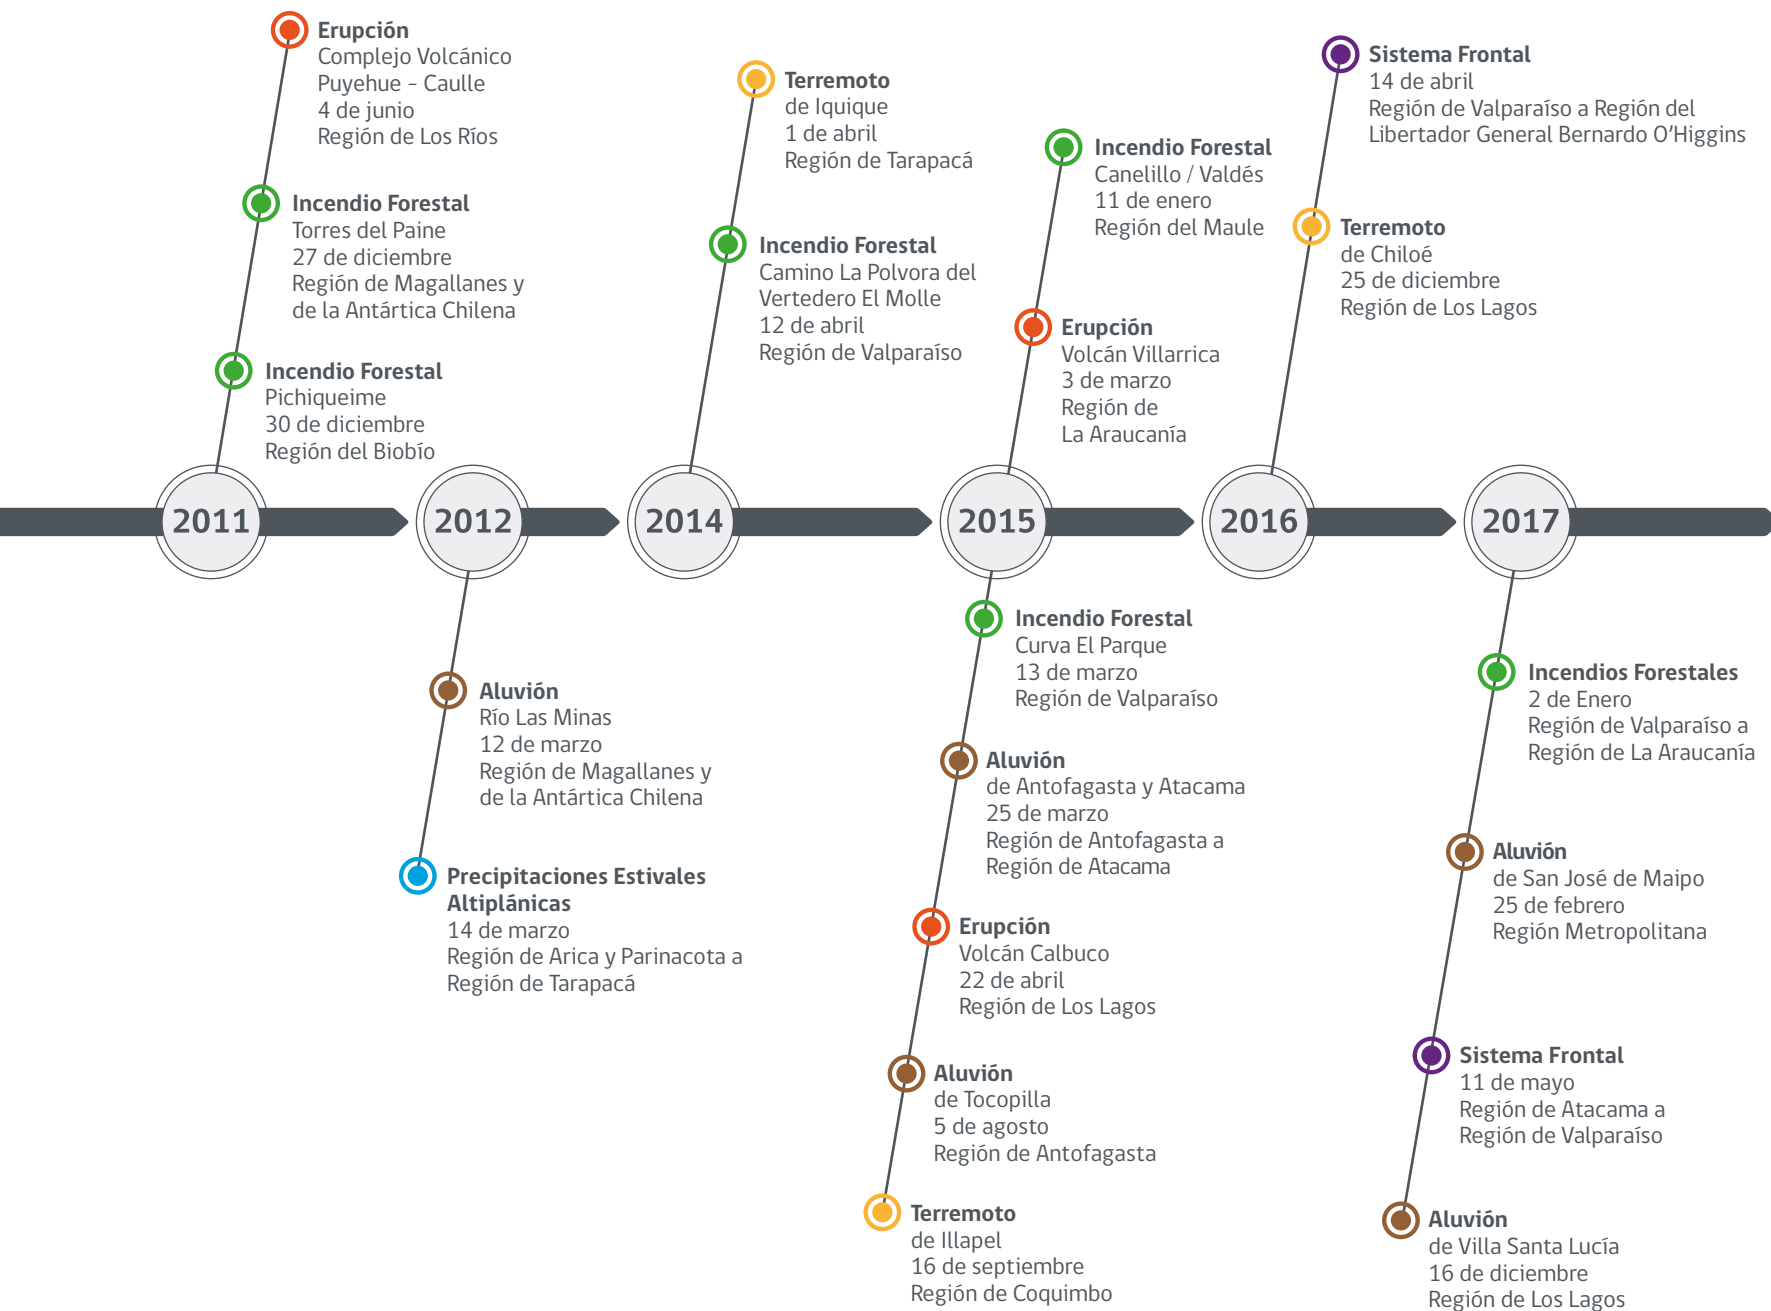 Erupción
Complejo Volcánico
Puyehue - Caulle
4 de junio
Región de Los Ríos
Incendio Forestal
Torres del Paine
27 de diciembre
Región de Magallanes y
de la Antártica Chilena
Incendio Forestal
Pichiqueime
30 de diciembre
Región del Biobío
Terremoto
de Iquique
1 de abril
Región de Tarapacá
Incendio Forestal
Camino La Polvora del
Vertedero El Molle
12 de abril
Región de Valparaíso
Incendio Forestal
Canelillo / Valdés
11 de enero
Región del Maule
Erupción
Volcán Villarrica
3 de marzo
Región de
La Araucanía
Sistema Frontal
14 de abril
Región de Valparaíso a Región del
Libertador General Bernardo O’Higgins
Terremoto
de Chiloé
25 de diciembre
Región de Los Lagos
2011
2012
2014
2015
2016
2017
Aluvión
Río Las Minas
12 de marzo
Región de Magallanes y
de la Antártica Chilena
Precipitaciones Estivales
Altiplánicas
14 de marzo
Región de Arica y Parinacota a
Región de Tarapacá
Incendio Forestal
Curva El Parque
13 de marzo
Región de Valparaíso
Aluvión
de Antofagasta y Atacama
25 de marzo
Región de Antofagasta a
Región de Atacama
Erupción
Volcán Calbuco
22 de abril
Región de Los Lagos
Aluvión
de Tocopilla
5 de agosto
Región de Antofagasta
Terremoto
de Illapel
16 de septiembre
Región de Coquimbo
Incendios Forestales
2 de Enero
Región de Valparaíso a
Región de La Araucanía
Aluvión
de San José de Maipo
25 de febrero
Región Metropolitana
Sistema Frontal
11 de mayo
Región de Atacama a
Región de Valparaíso
Aluvión
de Villa Santa Lucía
16 de diciembre
Región de Los Lagos